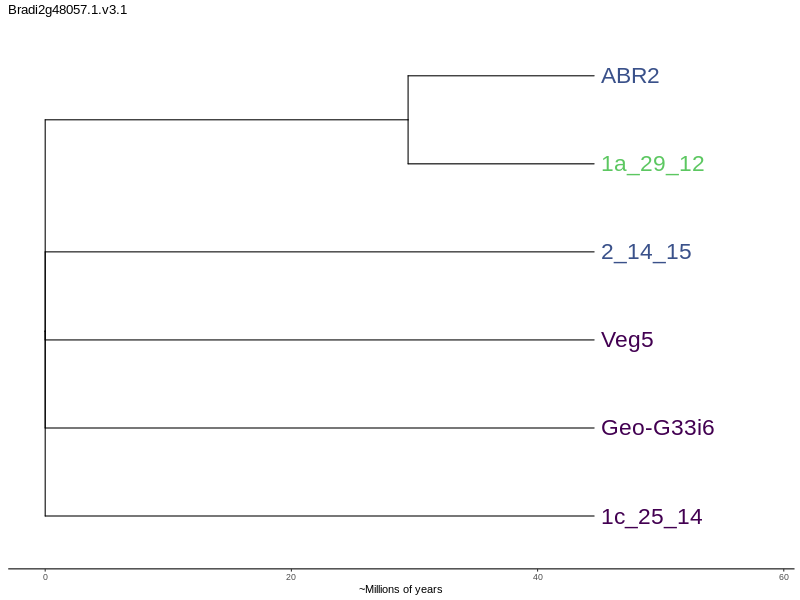 Bradi2g48057.1.v3.1
ABR2
1a_29_12
2_14_15
Veg5
Geo-G33i6
1c_25_14
0 20 40 60
~Millions of years